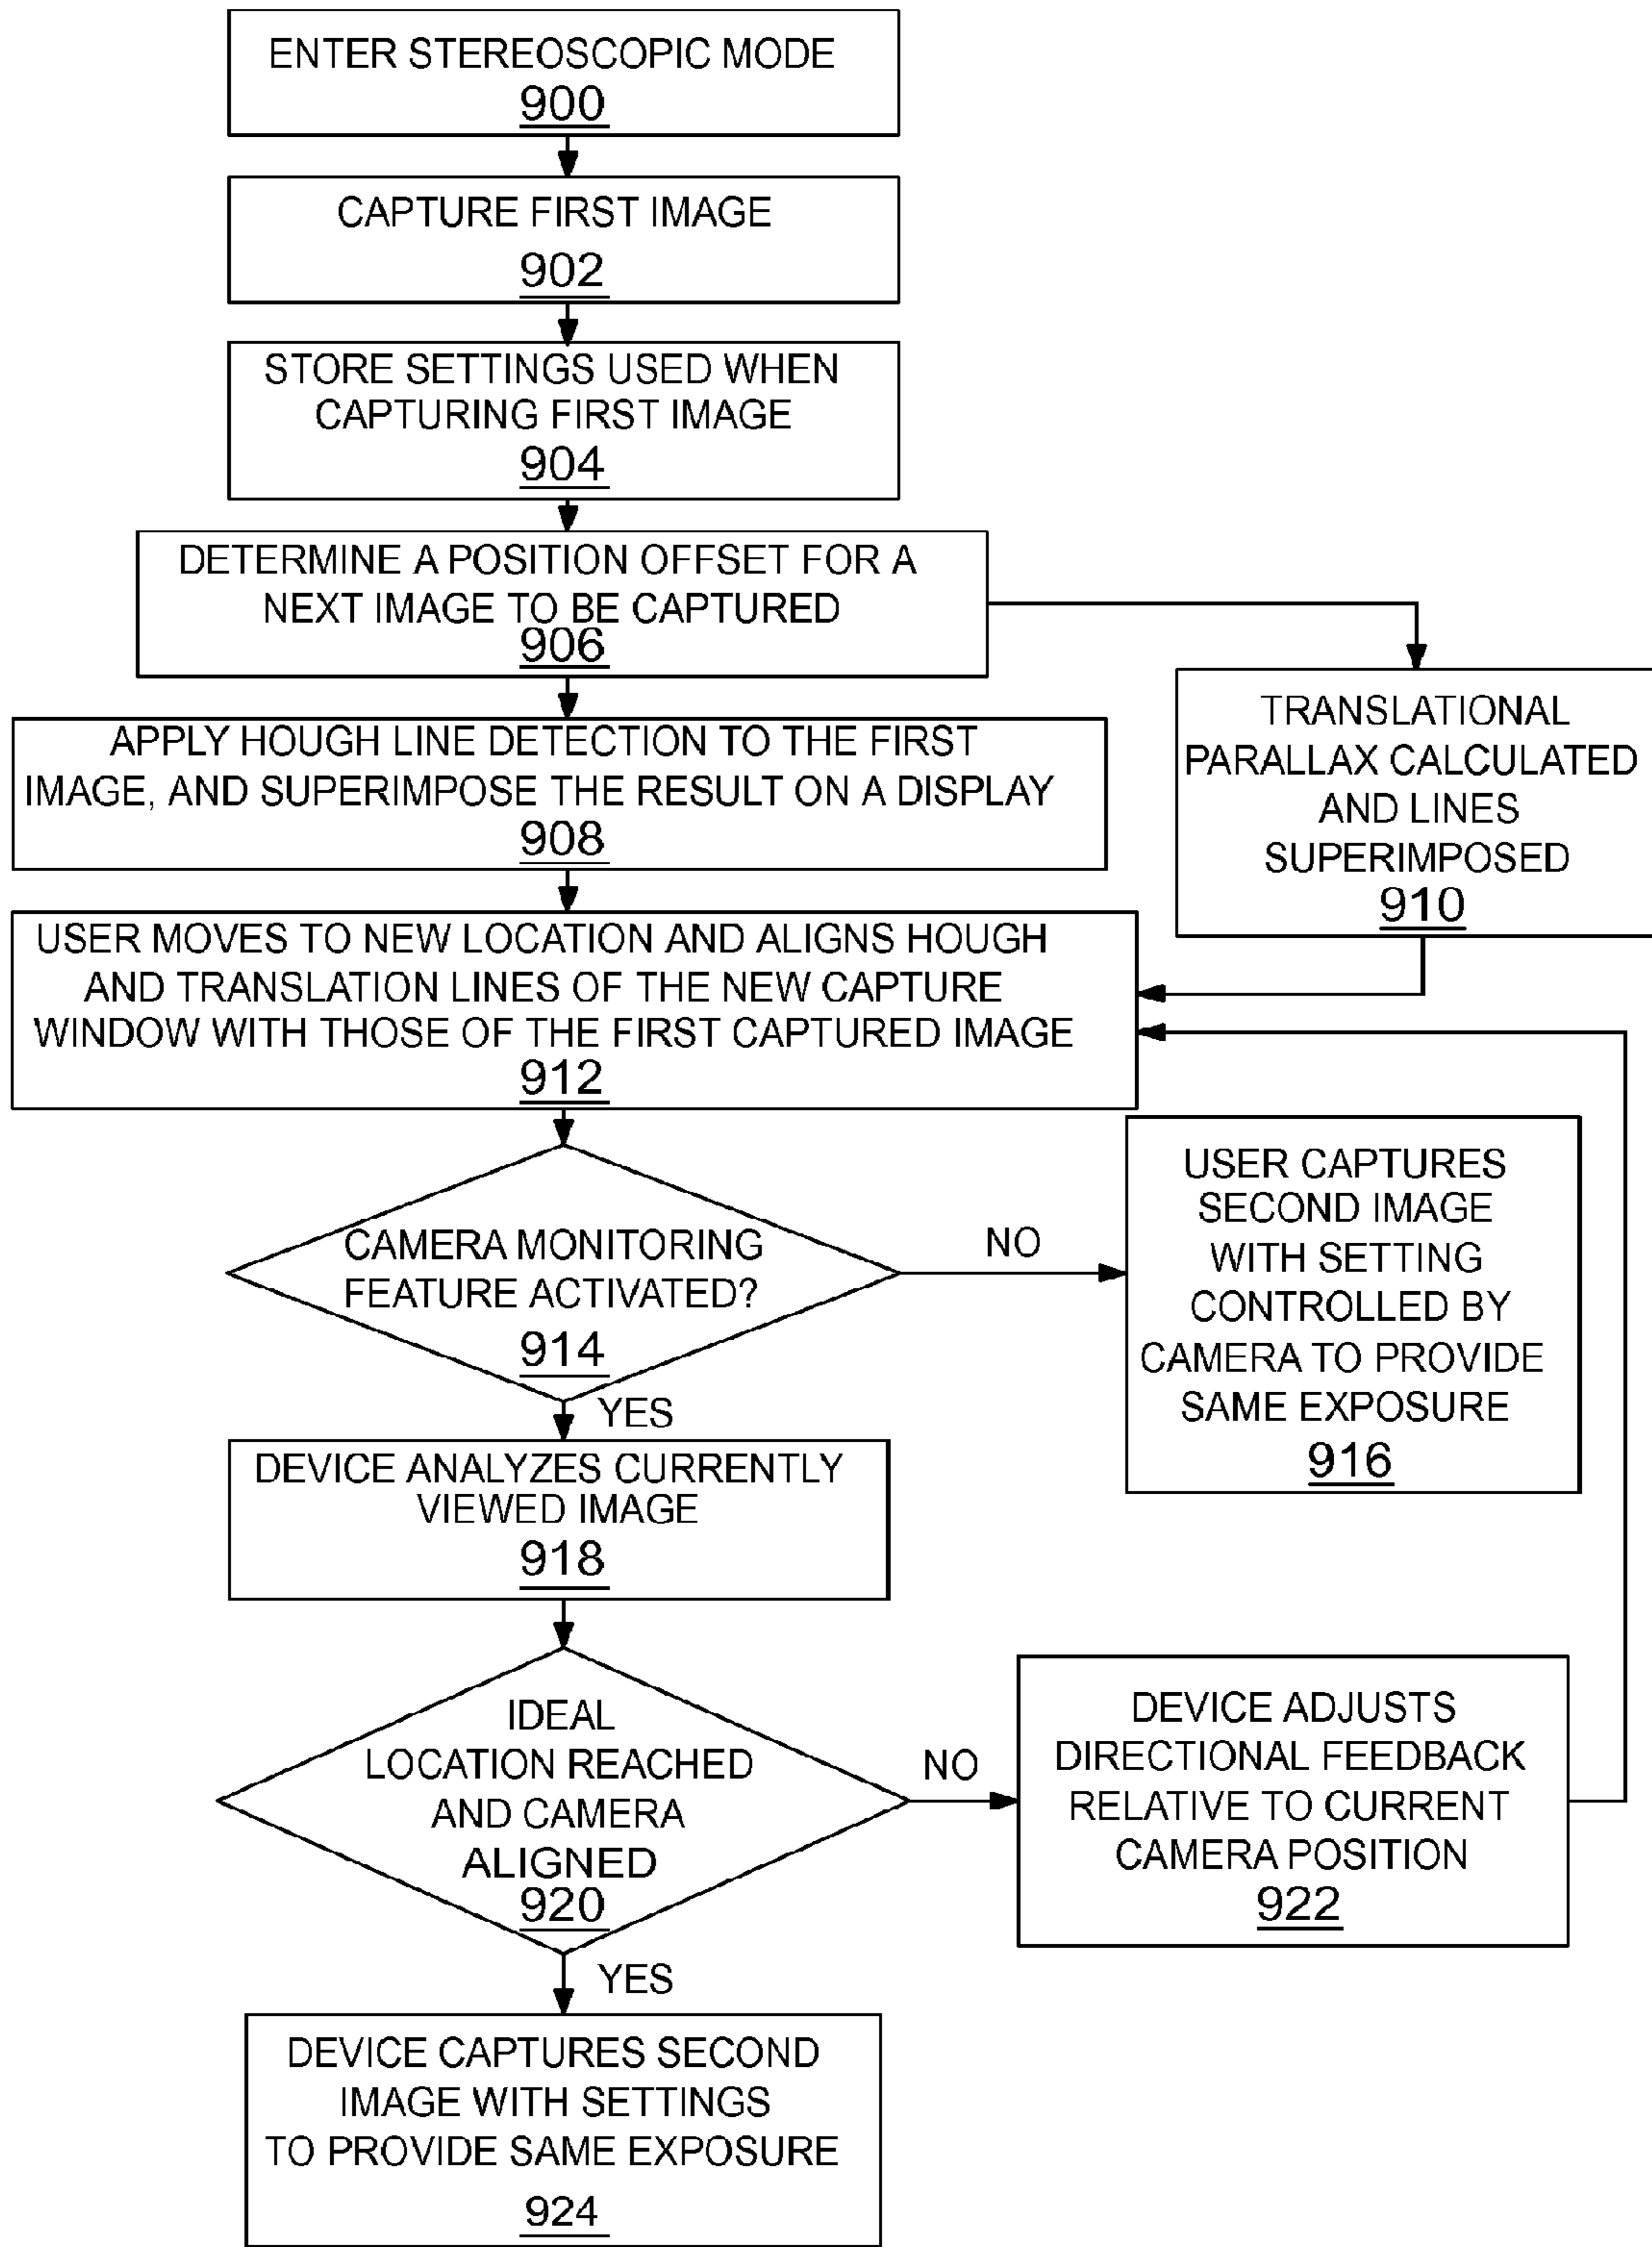 ENTER STEREOSCOPIC MODE
900
CAPTURE FIRST IMAGE
902
STORE SETTINGS USED WHEN
CAPTURING FIRST IMAGE
904
DETERMINE A POSITION OFFSET FOR A
NEXT IMAGE TO BE CAPTURED
906
APPLY HOUGH LINE DETECTION TO THE FIRST
IMAGE, AND SUPERIMPOSE THE RESULT ON A DISPLAY
908
TRANSLATIONAL
PARALLAX CALCULATED
AND LINES
SUPERIMPOSED
910
USER MOVES TO NEW LOCATION AND ALIGNS HOUGH
AND TRANSLATION LINES OF THE NEW CAPTURE
WINDOW WITH THOSE OF THE FIRST CAPTURED IMAGE
912
CAMERA MONITORING
FEATURE ACTIVATED?
914
NO
USER CAPTURES
SECOND IMAGE
WITH SETTING
CONTROLLED BY
CAMERA TO PROVIDE
SAME EXPOSURE
916
YES
DEVICE ANALYZES CURRENTLY
VIEWED IMAGE
918
IDEAL
LOCATION REACHED
AND CAMERA
ALIGNED
920
NO
DEVICE ADJUSTS
DIRECTIONAL FEEDBACK
RELATIVE TO CURRENT
CAMERA POSITION
922
YES
DEVICE CAPTURES SECOND
IMAGE WITH SETTINGS
TO PROVIDE SAME EXPOSURE
924